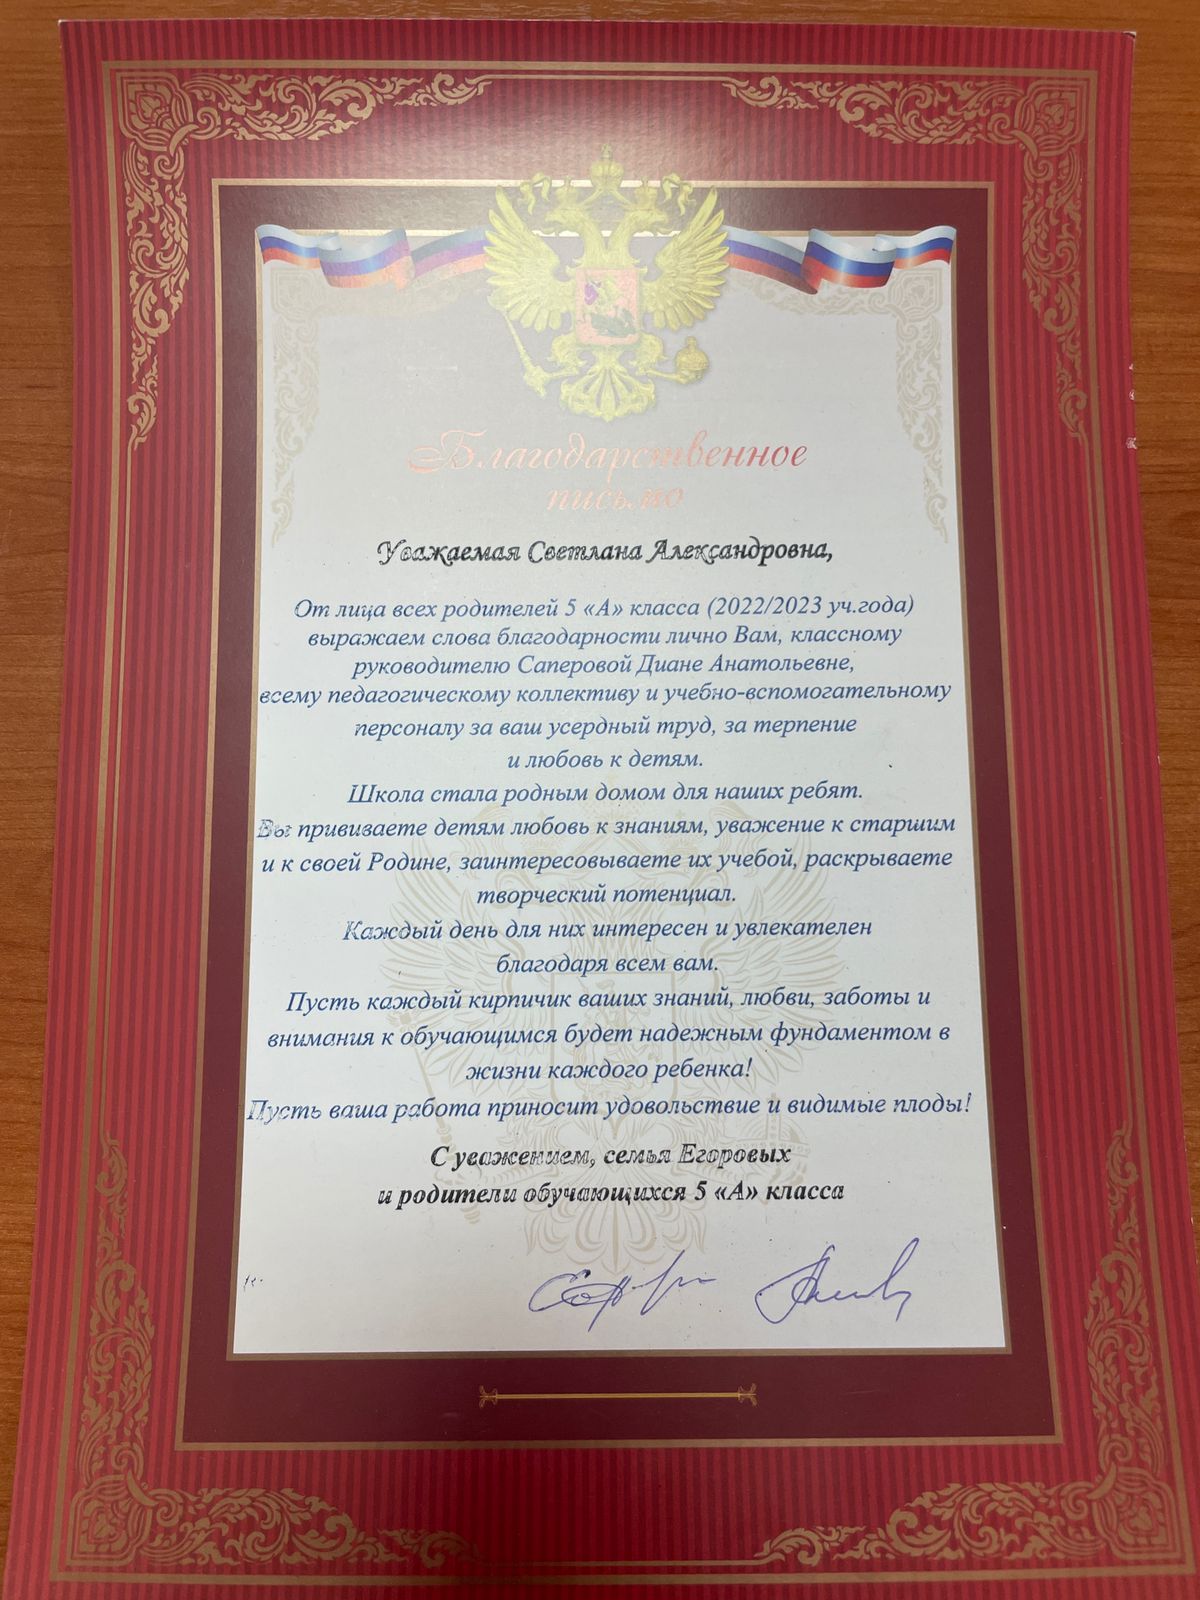 Благодарственное
письмо
Уважаемая Светлана Александровна,
От лица всех родителей 5 «А» класса (2022/2023 уч.года)
выражаем слова благодарности лично Вам, классному
руководителю Саперовой Диане Анатольевне,
всему педагогическому коллективу и учебно-вспомогательному
персоналу за ваш усердный труд, за терпение
и любовь к детям.
Школа стала родным домом для наших ребят.
Вы прививаете детям любовь к знаниям, уважение к старшим
и к своей Родине, заинтересовываете их учебой, раскрываете
творческий потенциал.
Каждый день для них интересен и увлекателен
благодаря всем вам.
Пусть каждый кирпичик ваших знаний, любви, заботы и
внимания к обучающимся будет надежным фундаментом в
жизни каждого ребенка!
Пусть ваша работа приносит удовольствие и видимые плоды!
С уважением, семья Егоровых
и родители обучающихся 5 «А» класса